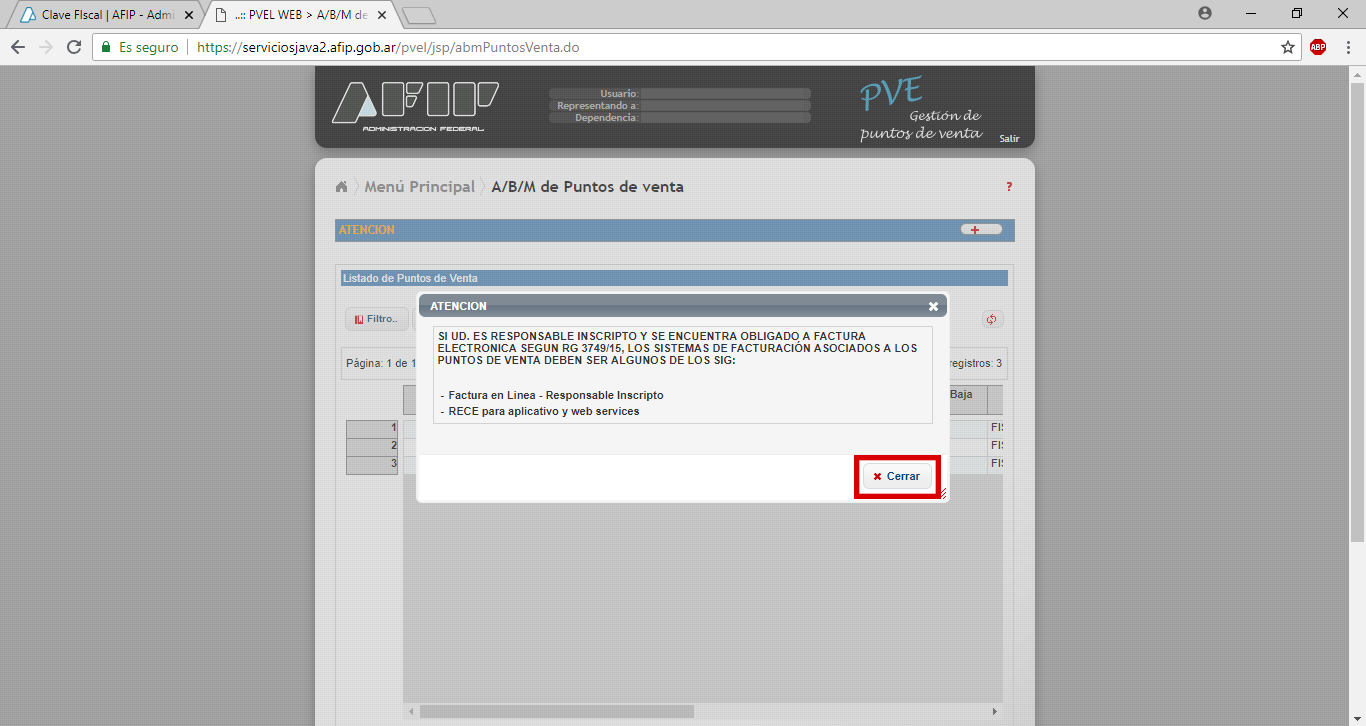 Clave FIscal | AFIP - Admi
..:: PVEL WEB > A/B/M de
Es seguro
https://serviciosjava2.afip.gob.ar/pvel/jsp/abmPuntosVenta.do
ABP
AFIP
ADMINISTRACION FEDERAL
Usuario:
Representando a:
Dependencia:
PVE
Gestión de
puntos de venta
Salir
Menú Principal
A/B/M de Puntos de venta
?
ATENCION
Listado de Puntos de Venta
Filtro..
Página: 1 de 1
registros: 3
Baja
1
FI
2
FI
3
FI
ATENCION
SI UD. ES RESPONSABLE INSCRIPTO Y SE ENCUENTRA OBLIGADO A FACTURA
ELECTRONICA SEGUN RG 3749/15, LOS SISTEMAS DE FACTURACIÓN ASOCIADOS A LOS
PUNTOS DE VENTA DEBEN SER ALGUNOS DE LOS SIG:
- Factura en Linea - Responsable Inscripto
- RECE para aplicativo y web services
Cerrar